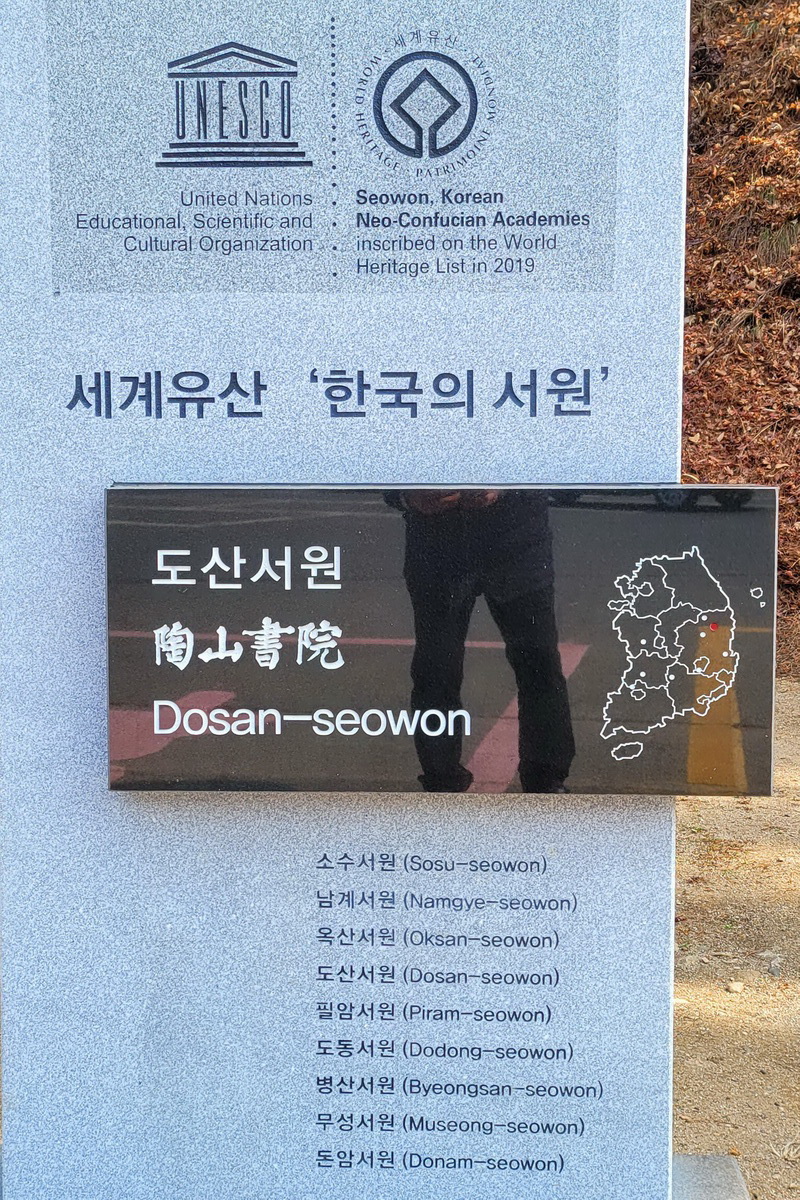 UNESCO
세계유산 · WORLD HERITAGE · PATRIMOINE MONDIAL
United Nations
Educational, Scientific and
Cultural Organization
Seowon, Korean
Neo-Confucian Academies
inscribed on the World
Heritage List in 2019
세계유산 ‘한국의 서원’
도산서원
陶山書院
Dosan-seowon
소수서원 (Sosu-seowon)
남계서원 (Namgye-seowon)
옥산서원 (Oksan-seowon)
도산서원 (Dosan-seowon)
필암서원 (Piram-seowon)
도동서원 (Dodong-seowon)
병산서원 (Byeongsan-seowon)
무성서원 (Museong-seowon)
돈암서원 (Donam-seowon)